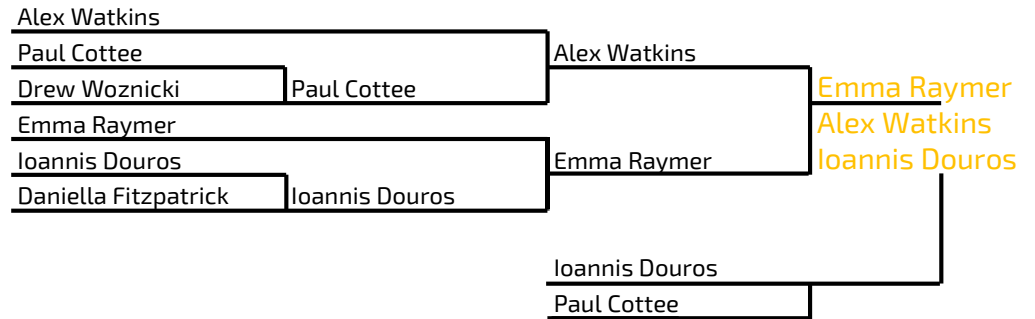 Alex Watkins
Paul Cottee
Alex Watkins
Drew Woznicki
Paul Cottee
Emma Raymer
Emma Raymer
Alex Watkins
Ioannis Douros
Emma Raymer
Ioannis Douros
Daniella Fitzpatrick
Ioannis Douros
Ioannis Douros
Paul Cottee